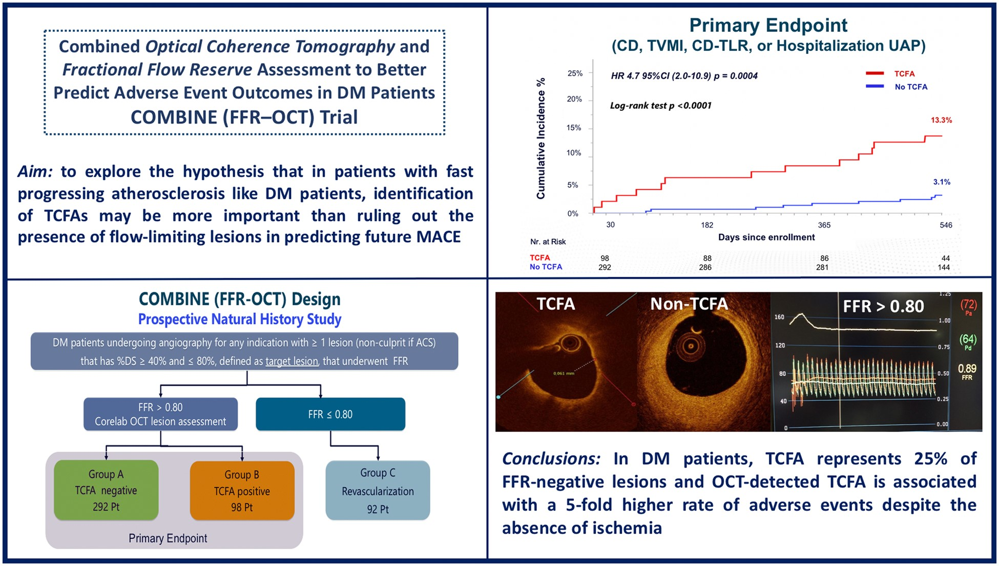 Combined Optical Coherence Tomography and
Fractional Flow Reserve Assessment to Better
Predict Adverse Event Outcomes in DM Patients
COMBINE (FFR–OCT) Trial
Aim: to explore the hypothesis that in patients with fast
progressing atherosclerosis like DM patients, identification
of TCFAs may be more important than ruling out the
presence of flow-limiting lesions in predicting future MACE
Primary Endpoint
(CD, TVMI, CD-TLR, or Hospitalization UAP)
Cumulative Incidence %
25%
20%
15%
10%
5%
0%
HR 4.7 95%CI (2.0-10.9) p = 0.0004
Log-rank test p <0.0001
TCFA
No TCFA
13.3%
3.1%
30 182 365 546
Days since enrollment
Nr. at Risk
TCFA 98 88 86 44
No TCFA 292 286 281 144
COMBINE (FFR-OCT) Design
Prospective Natural History Study
DM patients undergoing angiography for any indication with ≥ 1 lesion (non-culprit if ACS)
that has %DS ≥ 40% and ≤ 80%, defined as target lesion, that underwent FFR
FFR > 0.80
Corelab OCT lesion assessment
FFR ≤ 0.80
Group A
TCFA negative
292 Pt
Group B
TCFA positive
98 Pt
Group C
Revascularization
92 Pt
Primary Endpoint
TCFA
0,061 mm
Non-TCFA
FFR > 0.80
160
120
80
40
0
1.25
1.00
0.75
0.50
0.25
0.00
(72)
Pa
(64)
Pd
0.89
FFR
Conclusions: In DM patients, TCFA represents 25% of
FFR-negative lesions and OCT-detected TCFA is associated
with a 5-fold higher rate of adverse events despite the
absence of ischemia